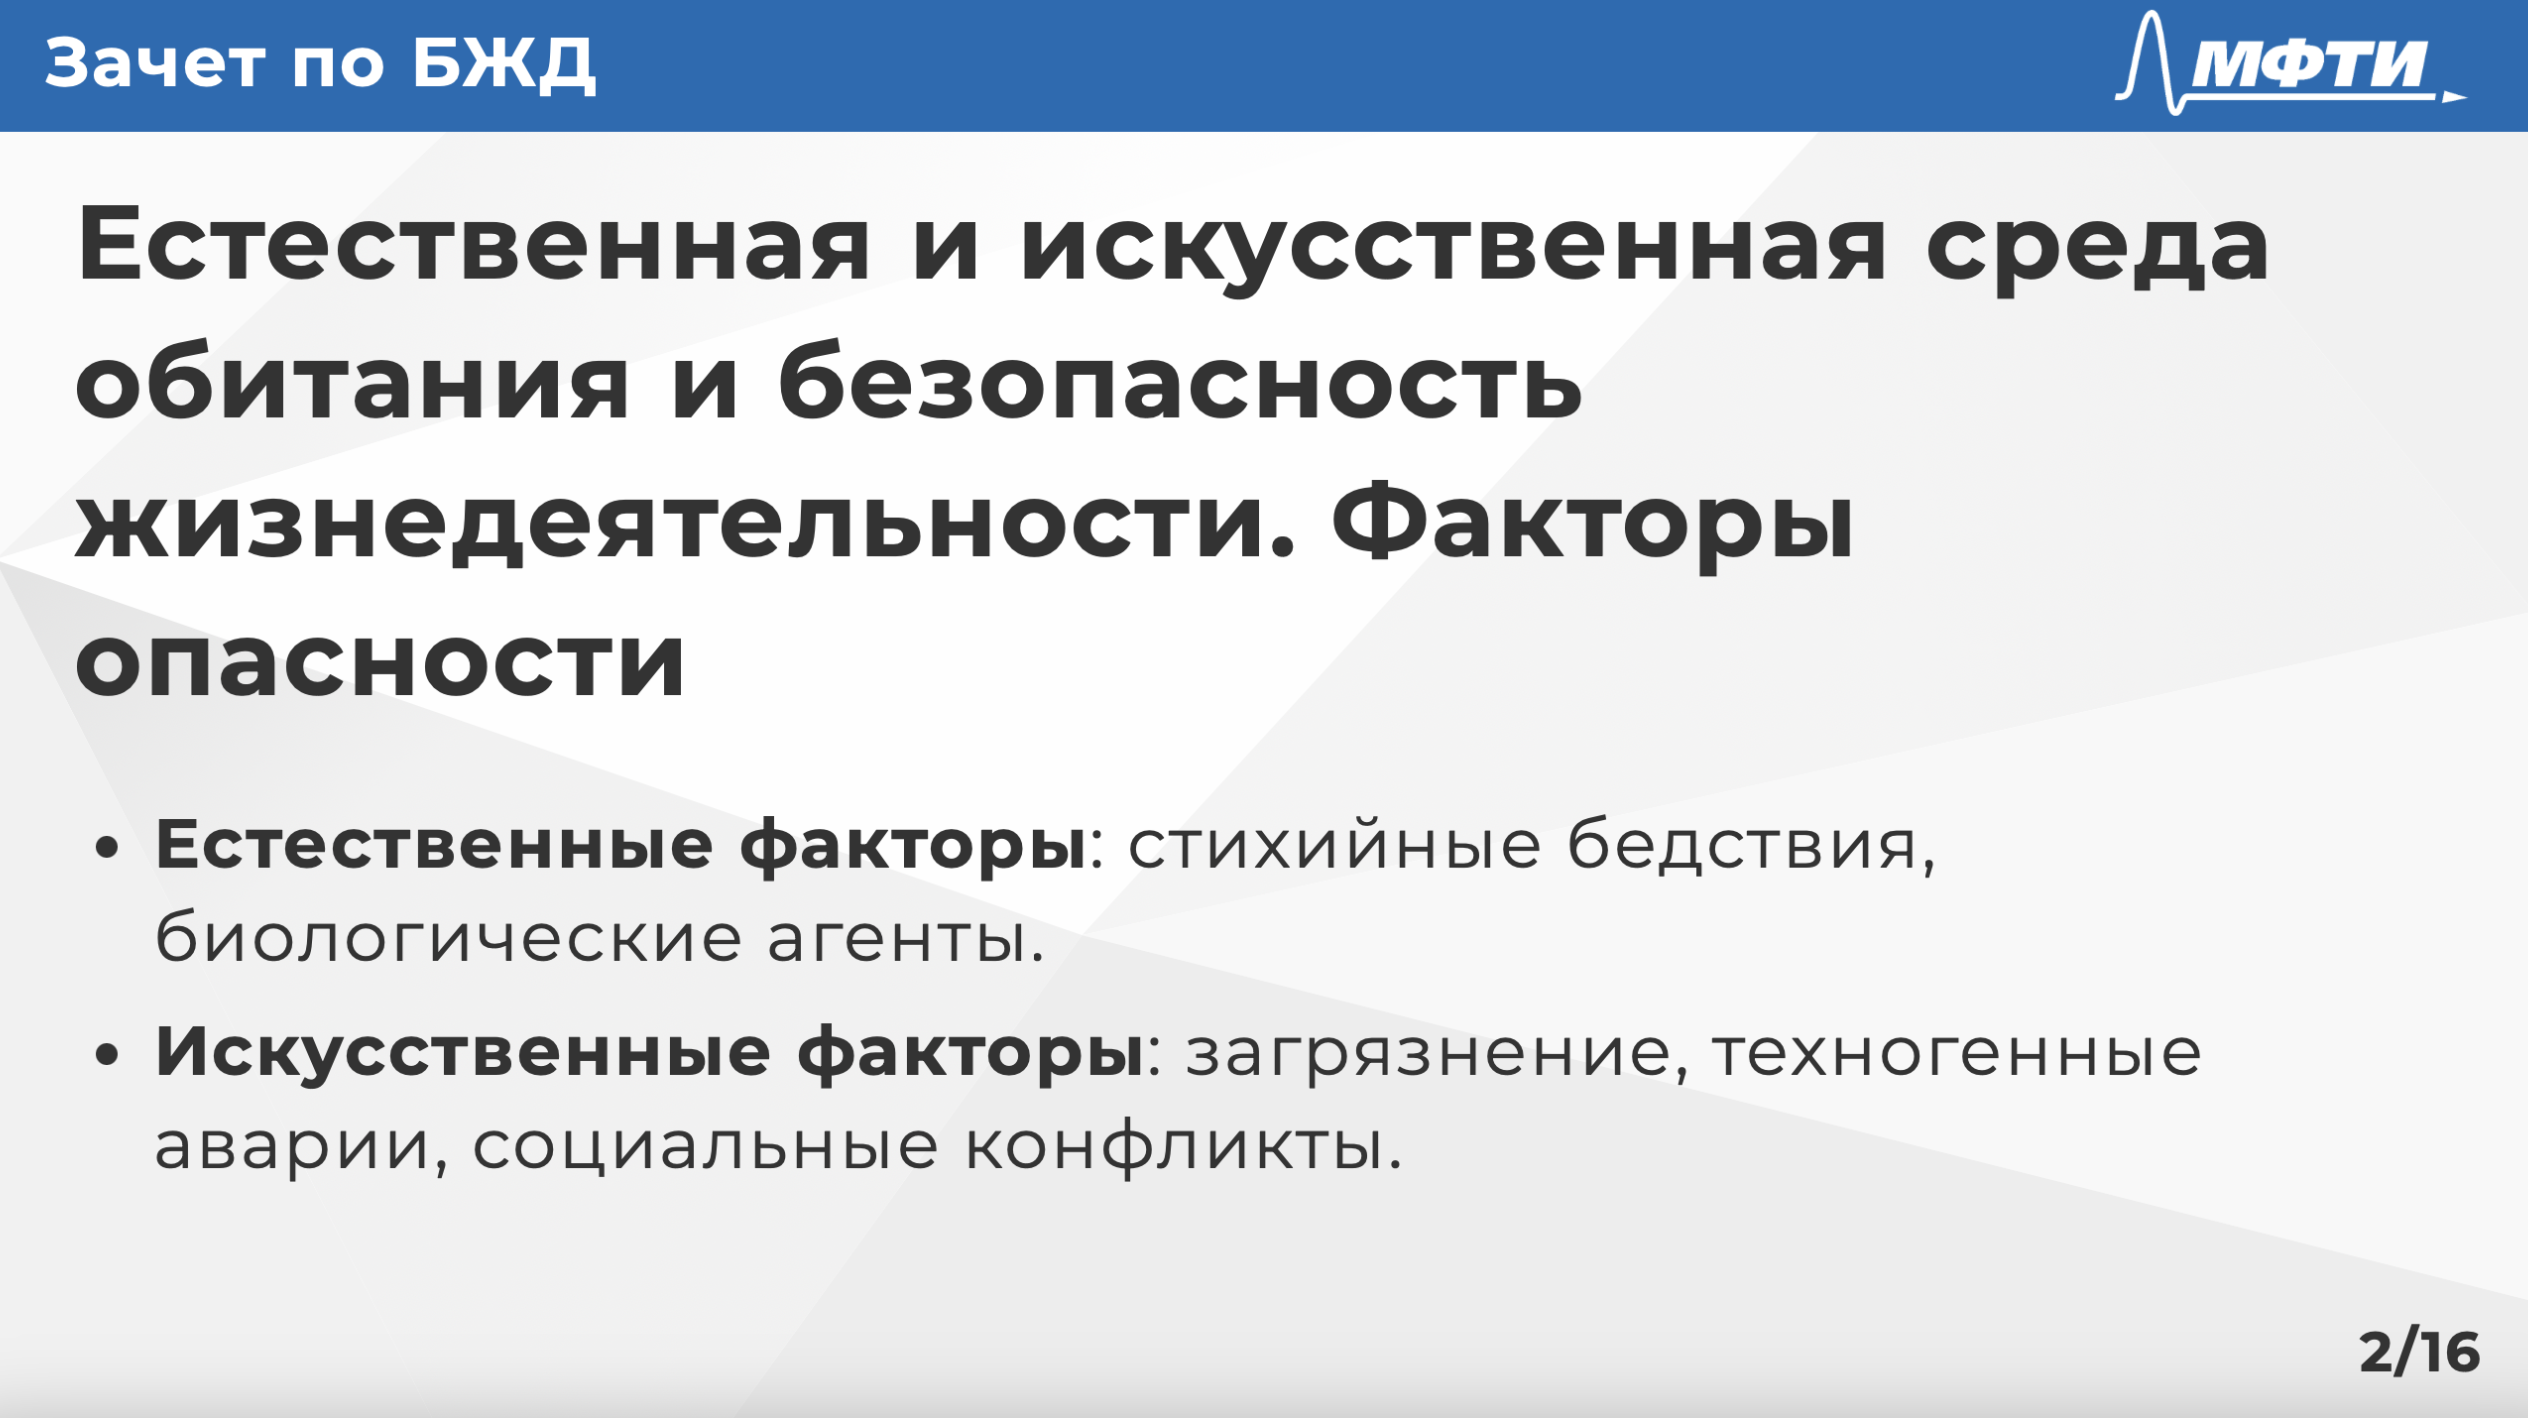 Зачет по БЖД
МФТИ
Естественная и искусственная среда
обитания и безопасность
жизнедеятельности. Факторы
опасности
• Естественные факторы: стихийные бедствия,
биологические агенты.
• Искусственные факторы: загрязнение, техногенные
аварии, социальные конфликты.
2/16